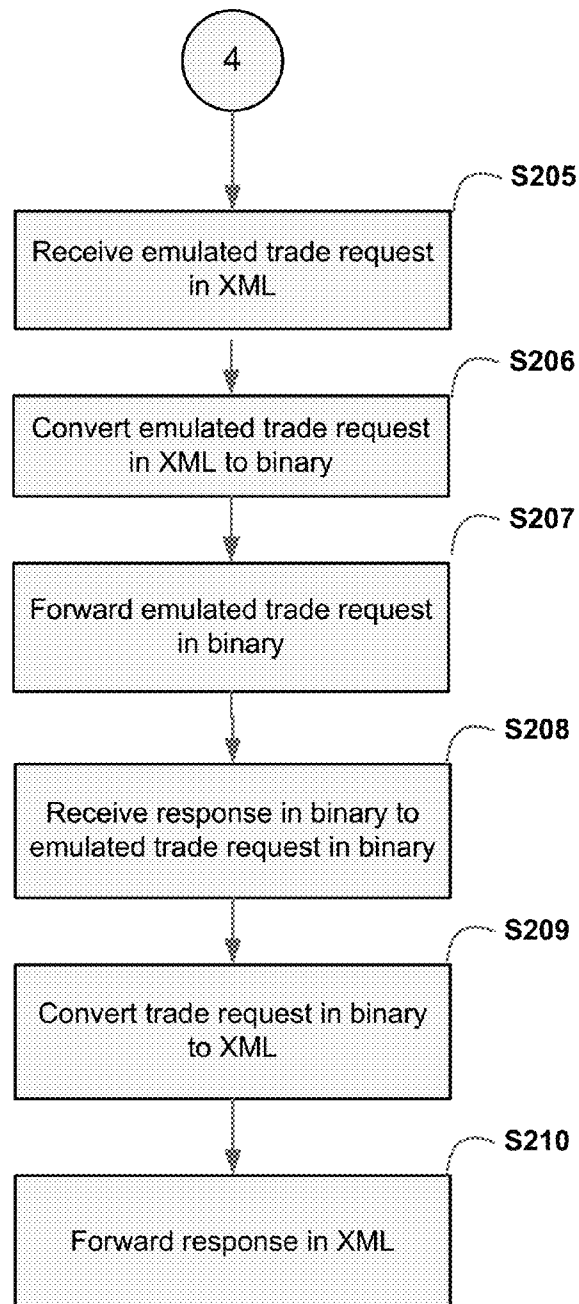 4
S205
Receive emulated trade request
in XML
S206
Convert emulated trade request
in XML to binary
S207
Forward emulated trade request
in binary
S208
Receive response in binary to
emulated trade request in binary
S209
Convert trade request in binary
to XML
S210
Forward response in XML